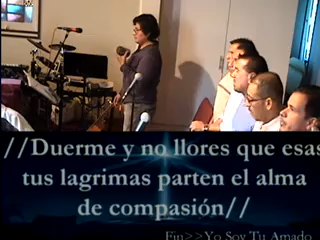 //Duerme y no llores que esas
tus lagrimas parten el alma
de compasión//
Fin>>Yo Soy Tu Amado